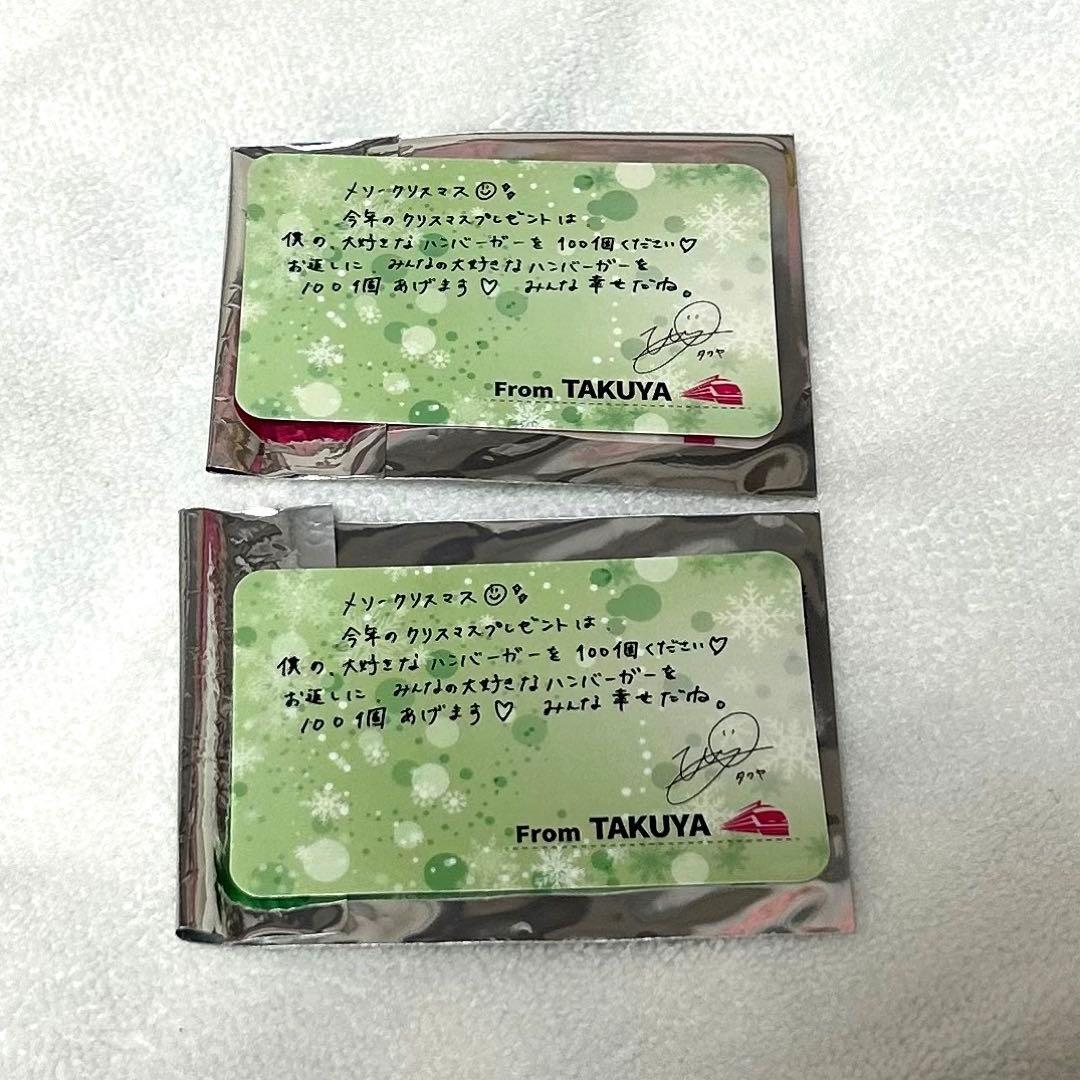 メリークリスマス
今年のクリスマスプレゼントは
僕の、大好きなハンバーガーを100個ください♡
お返しに、みんなの大好きなハンバーガーを
100個あげます♡ みんな幸せだね。
タクヤ
From TAKUYA
メリークリスマス
今年のクリスマスプレゼントは
僕の、大好きなハンバーガーを100個ください♡
お返しに、みんなの大好きなハンバーガーを
100個あげます♡ みんな幸せだね。
タクヤ
From TAKUYA